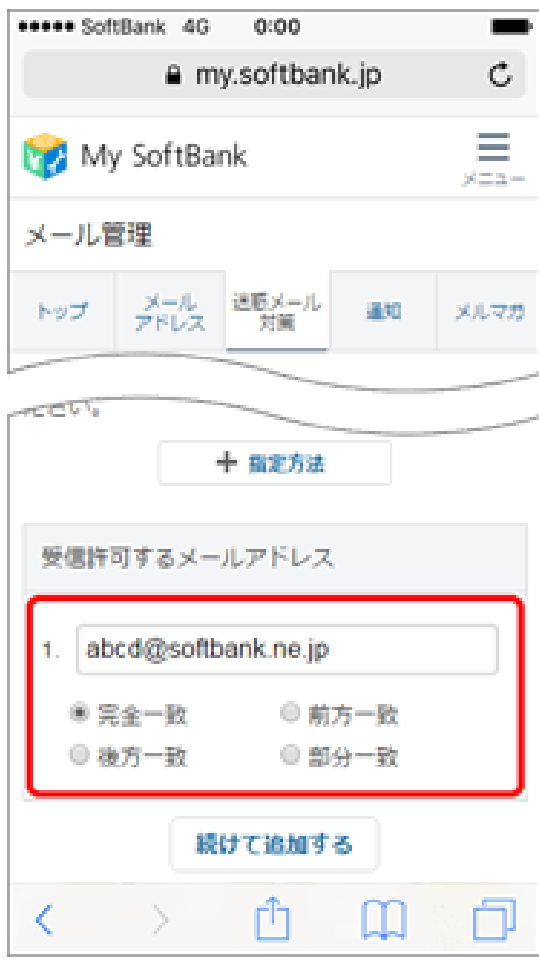 SoftBank 4G 0:00
my.softbank.jp
My SoftBank
メニュー
メール管理
トップ
メール
アドレス
迷惑メール
対策
通知
メルマガ
ださい。
+ 指定方法
受信許可するメールアドレス
1. abcd@softbank.ne.jp
完全一致 前方一致
後方一致 部分一致
続けて追加する